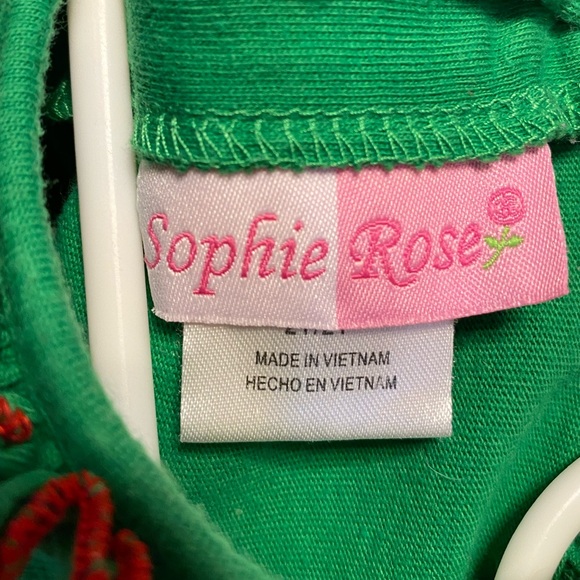 Sophie Rose
MADE IN VIETNAM
HECHO EN VIETNAM